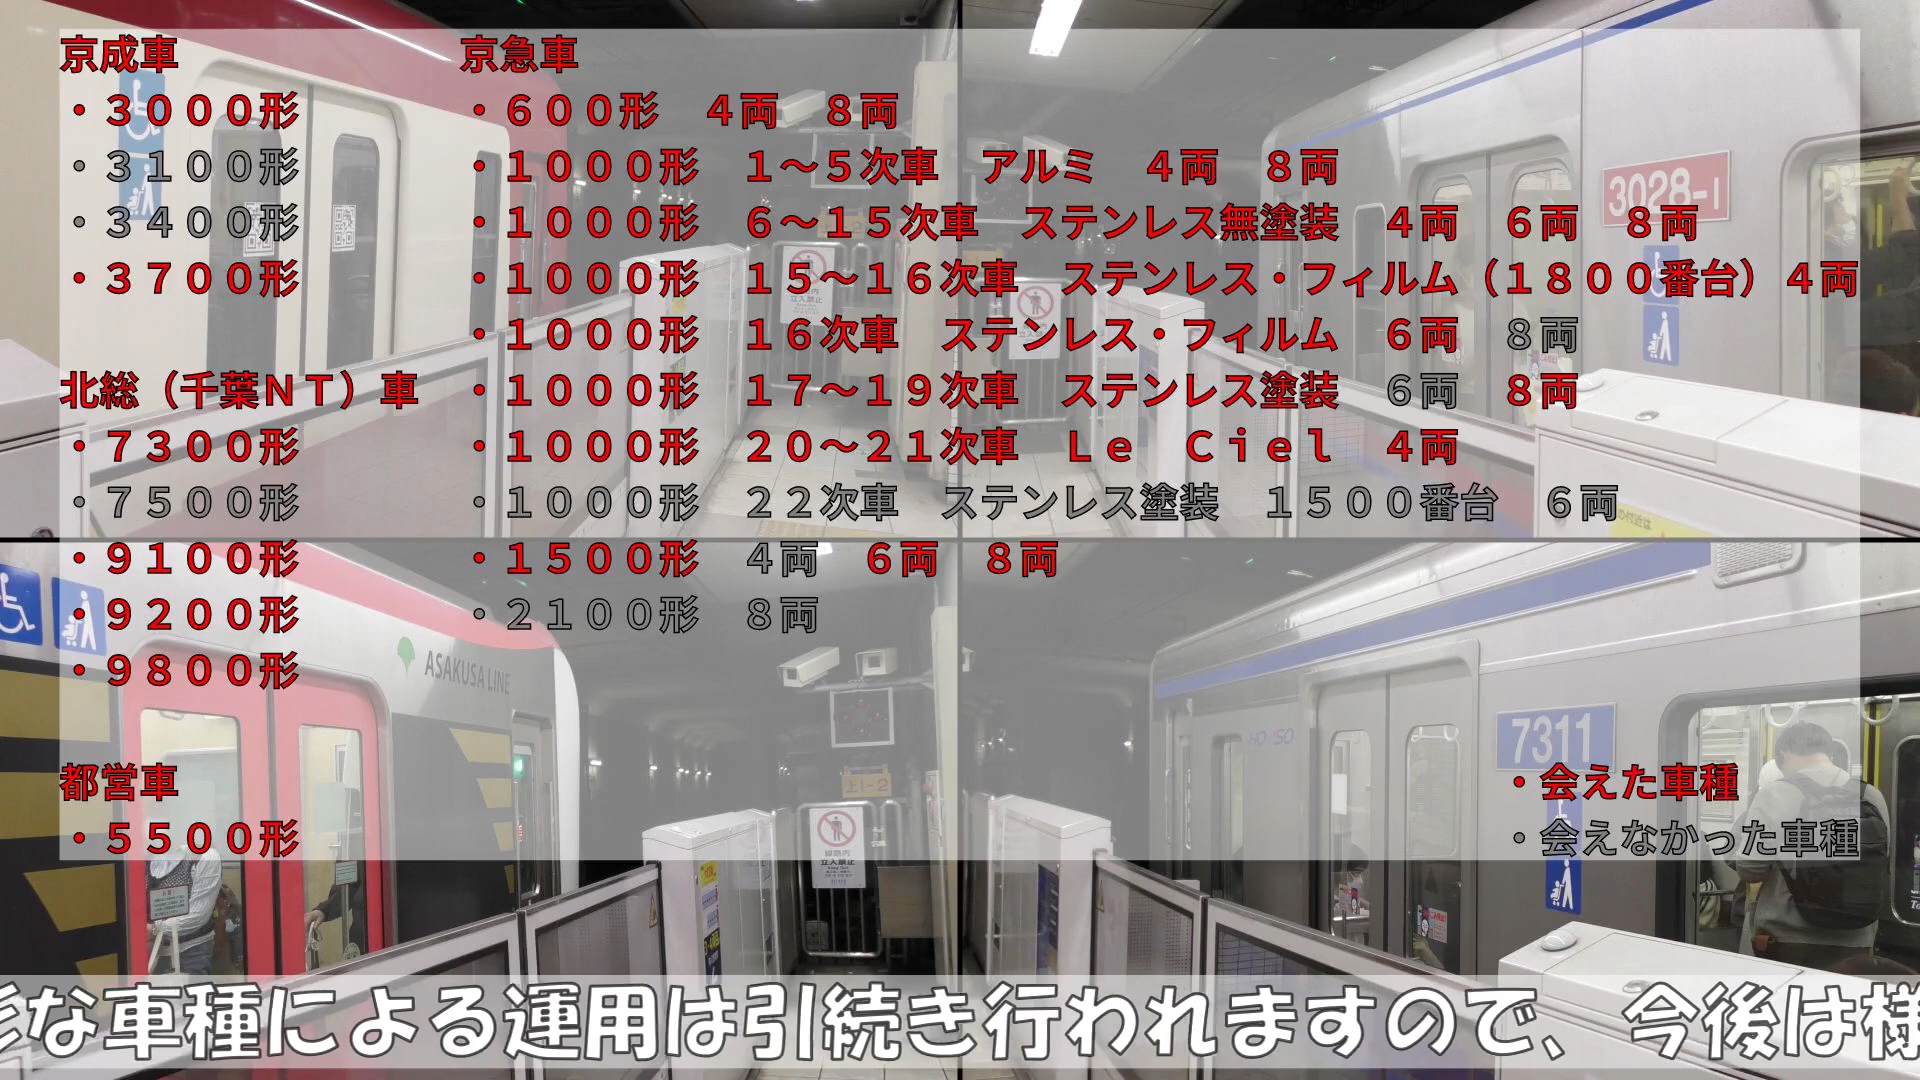 京成車
・３０００形
・３１００形
・３４００形
・３７００形
北総（千葉ＮＴ）車
・７３００形
・７５００形
・９１００形
・９２００形
・９８００形
都営車
・５５００形
京急車
・６００形　４両　８両
・１０００形　１～５次車　アルミ　４両　８両
・１０００形　６～１５次車　ステンレス無塗装　４両　６両　８両
・１０００形　１５～１６次車　ステンレス・フィルム（１８００番台）４両
・１０００形　１６次車　ステンレス・フィルム　６両　８両
・１０００形　１７～１９次車　ステンレス塗装　６両　８両
・１０００形　２０～２１次車　Ｌｅ　Ｃｉｅｌ　４両
・１０００形　２２次車　ステンレス塗装　１５００番台　６両
・１５００形　４両　６両　８両
・２１００形　８両
・会えた車種
・会えなかった車種
3028-1
ASAKUSA LINE
7311
HOKSO
上1-2
立入禁止
な車種による運用は引続き行われますので、今後は様